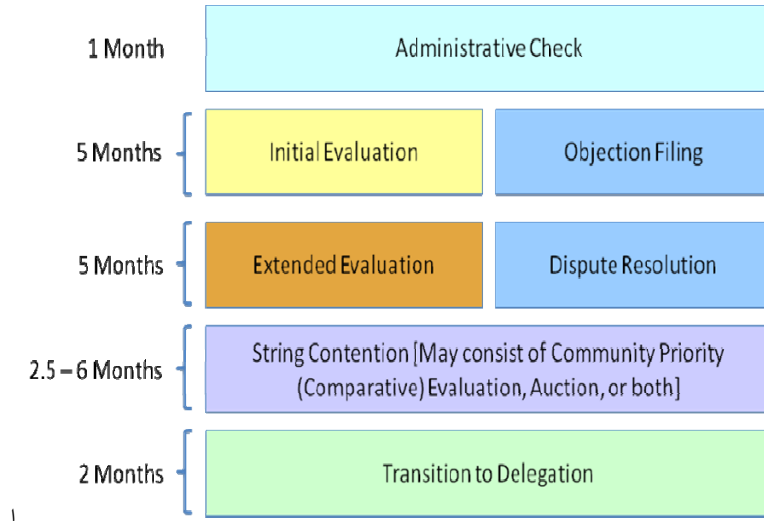 1 Month
Administrative Check
5 Months
Initial Evaluation
Objection Filing
5 Months
Extended Evaluation
Dispute Resolution
2.5 – 6 Months
String Contention [May consist of Community Priority
(Comparative) Evaluation, Auction, or both]
2 Months
Transition to Delegation